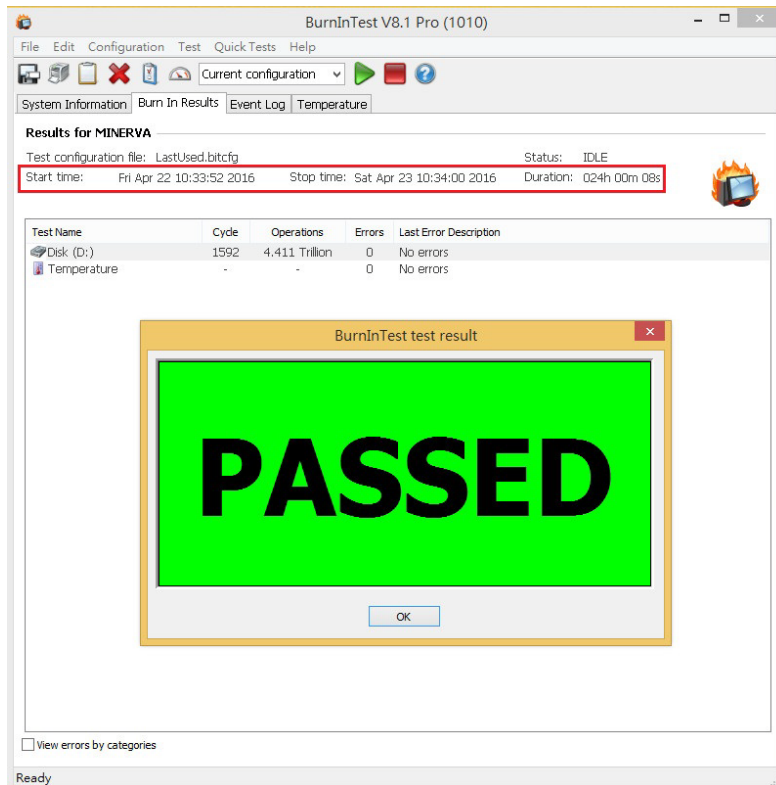 BurnInTest V8.1 Pro (1010)
File Edit Configuration Test Quick Tests Help
Current configuration
System Information Burn In Results Event Log Temperature
Results for MINERVA
Test configuration file: LastUsed.bitcfg Status: IDLE
Start time: Fri Apr 22 10:33:52 2016 Stop time: Sat Apr 23 10:34:00 2016 Duration: 024h 00m 08s
Test Name Cycle Operations Errors Last Error Description
Disk (D:) 1592 4.411 Trillion 0 No errors
Temperature - - 0 No errors
BurnInTest test result
PASSED
OK
View errors by categories
Ready